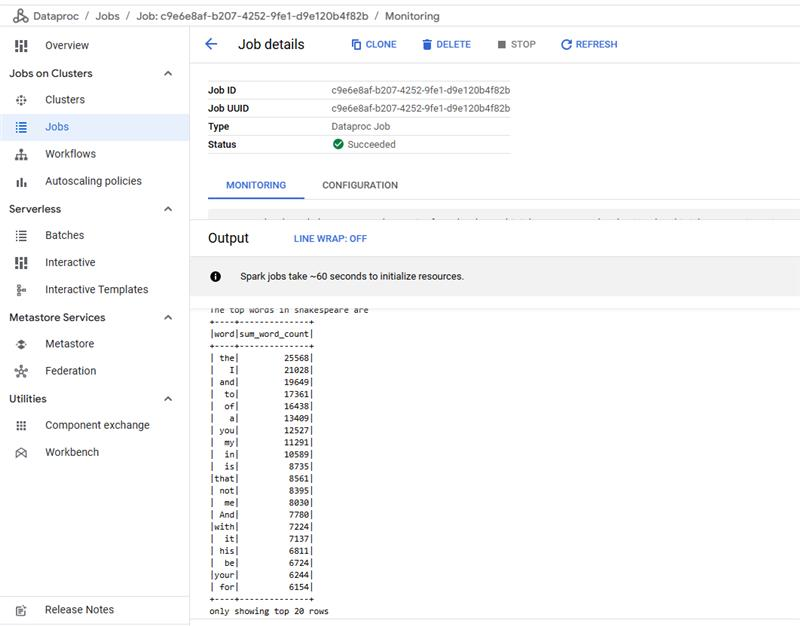 Dataproc / Jobs / Job: c9e6e8af-b207-4252-9fe1-d9e120b4f82b / Monitoring
Overview
Jobs on Clusters
Clusters
Jobs
Workflows
Autoscaling policies
Serverless
Batches
Interactive
Interactive Templates
Metastore Services
Metastore
Federation
Utilities
Component exchange
Workbench
Release Notes
Job details CLONE DELETE STOP REFRESH
Job ID c9e6e8af-b207-4252-9fe1-d9e120b4f82b
Job UUID c9e6e8af-b207-4252-9fe1-d9e120b4f82b
Type Dataproc Job
Status Succeeded
MONITORING CONFIGURATION
Output LINE WRAP: OFF
Spark jobs take ~60 seconds to initialize resources.
The top words in shakespeare are
+----+--------------+
|word|sum_word_count|
+----+--------------+
| the| 25568|
| I| 21028|
| and| 19649|
| to| 17361|
| of| 16438|
| a| 13409|
| you| 12527|
| my| 11291|
| in| 10589|
| is| 8735|
|that| 8561|
| not| 8395|
| me| 8030|
| And| 7780|
|with| 7224|
| it| 7137|
| his| 6811|
| be| 6724|
|your| 6244|
| for| 6154|
+----+--------------+
only showing top 20 rows